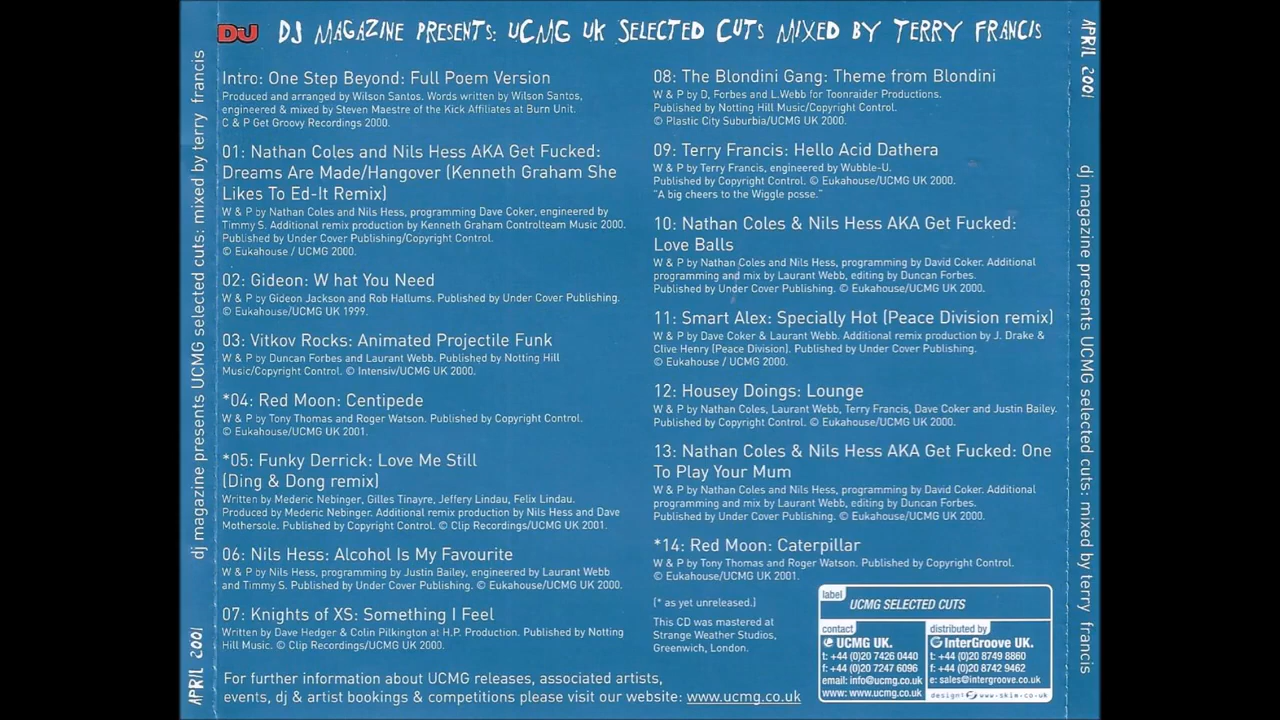 DJ DJ MAGAZINE PRESENTS: UCMG UK SELECTED CUTS MIXED BY TERRY FRANCIS
Intro: One Step Beyond: Full Poem Version
Produced and arranged by Wilson Santos. Words written by Wilson Santos,
engineered & mixed by Steven Maestre of the Kick Affiliates at Burn Unit.
C & P Get Groovy Recordings 2000.
01: Nathan Coles and Nils Hess AKA Get Fucked:
Dreams Are Made/Hangover (Kenneth Graham She
Likes To Ed-It Remix)
W & P by Nathan Coles and Nils Hess, programming Dave Coker, engineered by
Timmy S. Additional remix production by Kenneth Graham Controlteam Music 2000.
Published by Under Cover Publishing/Copyright Control.
© Eukahouse / UCMG 2000.
02: Gideon: W hat You Need
W & P by Gideon Jackson and Rob Hallums. Published by Under Cover Publishing.
© Eukahouse/UCMG UK 1999.
03: Vitkov Rocks: Animated Projectile Funk
W & P by Duncan Forbes and Laurant Webb. Published by Notting Hill
Music/Copyright Control. © Intensiv/UCMG UK 2000.
*04: Red Moon: Centipede
W & P by Tony Thomas and Roger Watson. Published by Copyright Control.
© Eukahouse/UCMG UK 2001.
*05: Funky Derrick: Love Me Still
(Ding & Dong remix)
Written by Mederic Nebinger, Gilles Tinayre, Jeffery Lindau, Felix Lindau.
Produced by Mederic Nebinger. Additional remix production by Nils Hess and Dave
Mothersole. Published by Copyright Control. © Clip Recordings/UCMG UK 2001.
06: Nils Hess: Alcohol Is My Favourite
W & P by Nils Hess, programming by Justin Bailey, engineered by Laurant Webb
and Timmy S. Published by Under Cover Publishing. © Eukahouse/UCMG UK 2000.
07: Knights of XS: Something I Feel
Written by Dave Hedger & Colin Pilkington at H.P. Production. Published by Notting
Hill Music. © Clip Recordings/UCMG UK 2000.
08: The Blondini Gang: Theme from Blondini
W & P by D, Forbes and L.Webb for Toonraider Productions.
Published by Notting Hill Music/Copyright Control.
© Plastic City Suburbia/UCMG UK 2000.
09: Terry Francis: Hello Acid Dathera
W & P by Terry Francis, engineered by Wubble-U.
Published by Copyright Control. © Eukahouse/UCMG UK 2000.
"A big cheers to the Wiggle posse."
10: Nathan Coles & Nils Hess AKA Get Fucked:
Love Balls
W & P by Nathan Coles and Nils Hess, programming by David Coker. Additional
programming and mix by Laurant Webb, editing by Duncan Forbes.
Published by Under Cover Publishing. © Eukahouse/UCMG UK 2000.
11: Smart Alex: Specially Hot (Peace Division remix)
W & P by Dave Coker & Laurant Webb. Additional remix production by J. Drake &
Clive Henry (Peace Division). Published by Under Cover Publishing.
© Eukahouse / UCMG 2000.
12: Housey Doings: Lounge
W & P by Nathan Coles, Laurant Webb, Terry Francis, Dave Coker and Justin Bailey.
Published by Copyright Control. © Eukahouse/UCMG UK 2000.
13: Nathan Coles & Nils Hess AKA Get Fucked: One
To Play Your Mum
W & P by Nathan Coles and Nils Hess, programming by David Coker. Additional
programming and mix by Laurant Webb, editing by Duncan Forbes.
Published by Under Cover Publishing. © Eukahouse/UCMG UK 2000.
*14: Red Moon: Caterpillar
W & P by Tony Thomas and Roger Watson. Published by Copyright Control.
© Eukahouse/UCMG UK 2001.
(* as yet unreleased.)
This CD was mastered at
Strange Weather Studios,
Greenwich, London.
label
UCMG SELECTED CUTS
contact
UCMG UK.
t: +44 (0)20 7426 0440
f: +44 (0)20 7247 6096
email: info@ucmg.co.uk
www: www.ucmg.co.uk
distributed by
InterGroove UK.
t: +44 (0)20 8749 8860
f: +44 (0)20 8742 9462
e: sales@intergroove.co.uk
design: www.skim.co.uk
For further information about UCMG releases, associated artists,
events, dj & artist bookings & competitions please visit our website: www.ucmg.co.uk
APRIL 2001 dj magazine presents UCMG selected cuts: mixed by terry francis
APRIL 2001 dj magazine presents UCMG selected cuts: mixed by terry francis